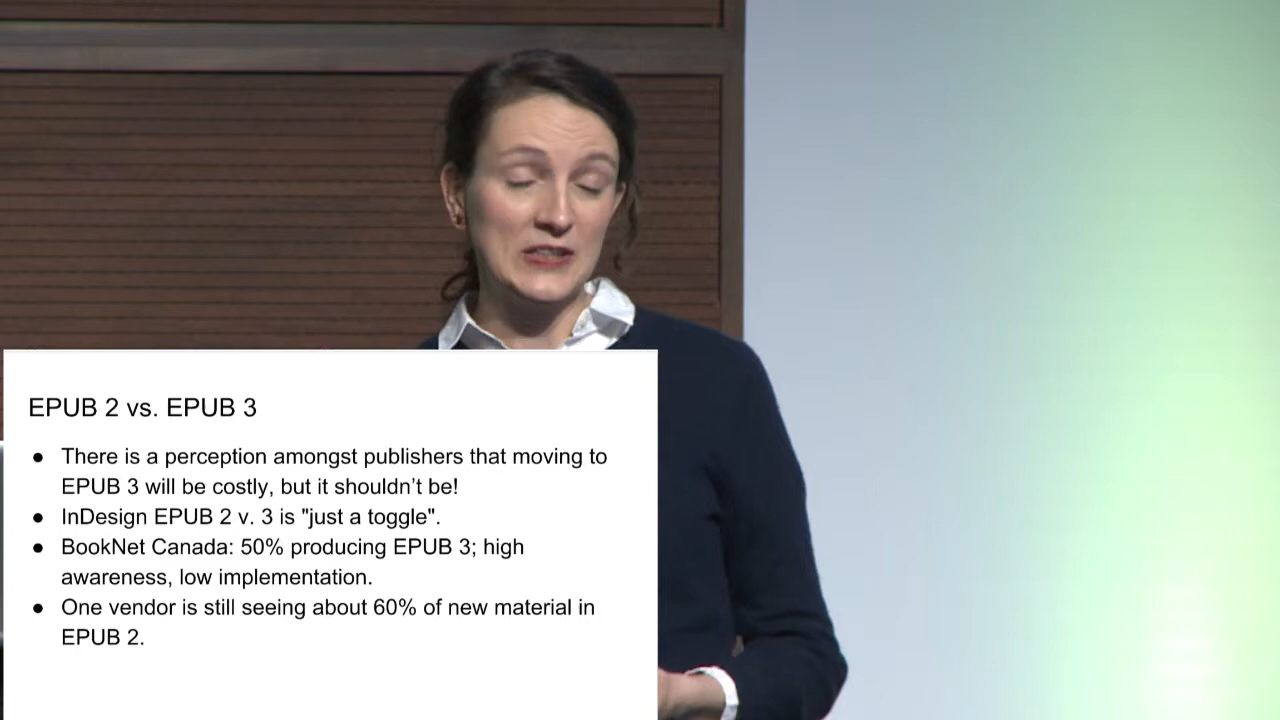 EPUB 2 vs. EPUB 3
● There is a perception amongst publishers that moving to
EPUB 3 will be costly, but it shouldn’t be!
● InDesign EPUB 2 v. 3 is "just a toggle".
● BookNet Canada: 50% producing EPUB 3; high
awareness, low implementation.
● One vendor is still seeing about 60% of new material in
EPUB 2.